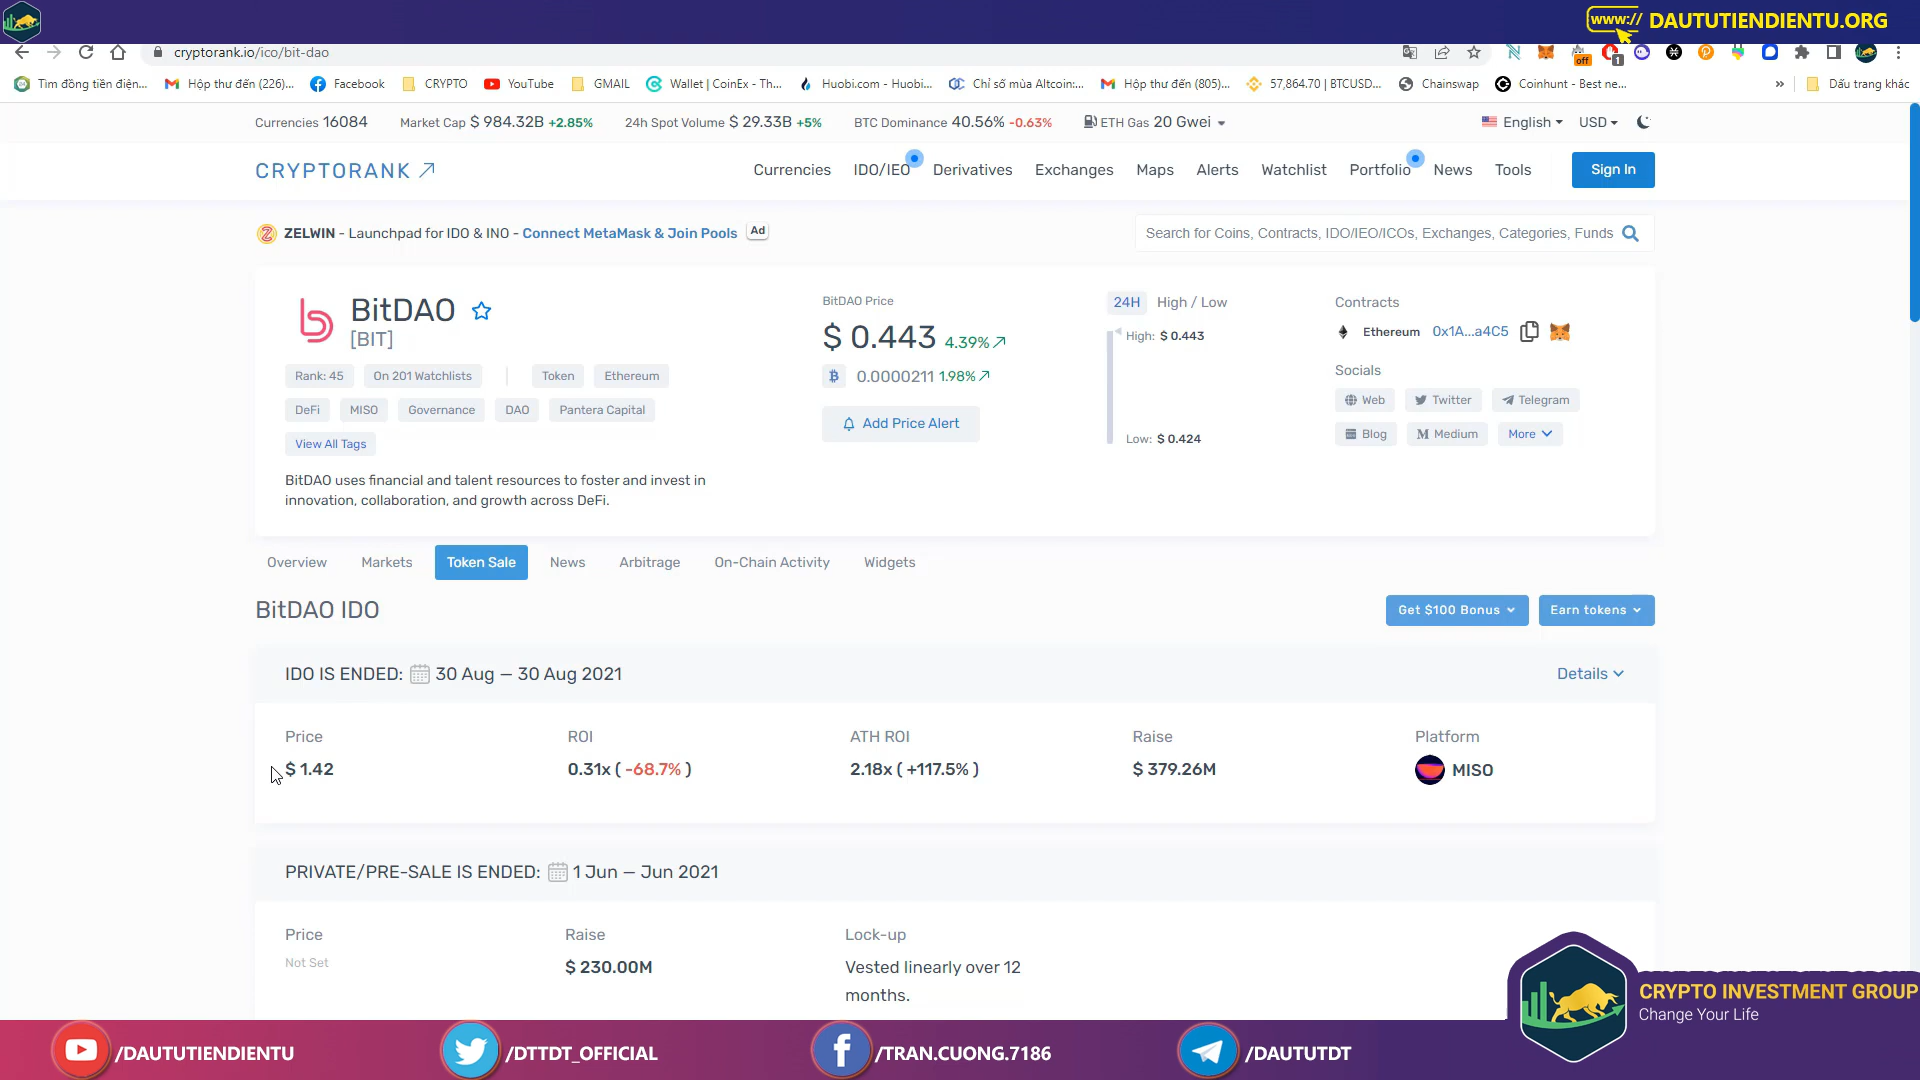 www:// DAUTUTIENDIENTU.ORG
cryptorank.io/ico/bit-dao
off
1
Tìm đồng tiền điện...
Hộp thư đến (226)...
Facebook
CRYPTO
YouTube
GMAIL
Wallet | CoinEx - Th...
Huobi.com - Huobi...
Chỉ số mùa Altcoin:...
Hộp thư đến (805)...
57,864.70 | BTCUSD...
Chainswap
Coinhunt - Best ne...
»
Dấu trang khác
Currencies 16084
Market Cap $ 984.32B +2.85%
24h Spot Volume $ 29.33B +5%
BTC Dominance 40.56% -0.63%
ETH Gas 20 Gwei
English
USD
CRYPTORANK
Currencies
IDO/IEO
Derivatives
Exchanges
Maps
Alerts
Watchlist
Portfolio
News
Tools
Sign In
ZELWIN - Launchpad for IDO & INO - Connect MetaMask & Join Pools
Ad
Search for Coins, Contracts, IDO/IEO/ICOs, Exchanges, Categories, Funds
BitDAO
[BIT]
Rank: 45
On 201 Watchlists
Token
Ethereum
DeFi
MISO
Governance
DAO
Pantera Capital
View All Tags
BitDAO uses financial and talent resources to foster and invest in
innovation, collaboration, and growth across DeFi.
BitDAO Price
$ 0.443 4.39%
0.0000211 1.98%
Add Price Alert
24H High / Low
High: $ 0.443
Low: $ 0.424
Contracts
Ethereum 0x1A...a4C5
Socials
Web
Twitter
Telegram
Blog
Medium
More
Overview
Markets
Token Sale
News
Arbitrage
On-Chain Activity
Widgets
BitDAO IDO
Get $100 Bonus
Earn tokens
IDO IS ENDED: 30 Aug — 30 Aug 2021
Details
Price
$ 1.42
ROI
0.31x ( -68.7% )
ATH ROI
2.18x ( +117.5% )
Raise
$ 379.26M
Platform
MISO
PRIVATE/PRE-SALE IS ENDED: 1 Jun — Jun 2021
Price
Not Set
Raise
$ 230.00M
Lock-up
Vested linearly over 12
months.
CRYPTO INVESTMENT GROUP
Change Your Life
/DAUTUTIENDIENTU
/DTTDT_OFFICIAL
/TRAN.CUONG.7186
/DAUTUTDT